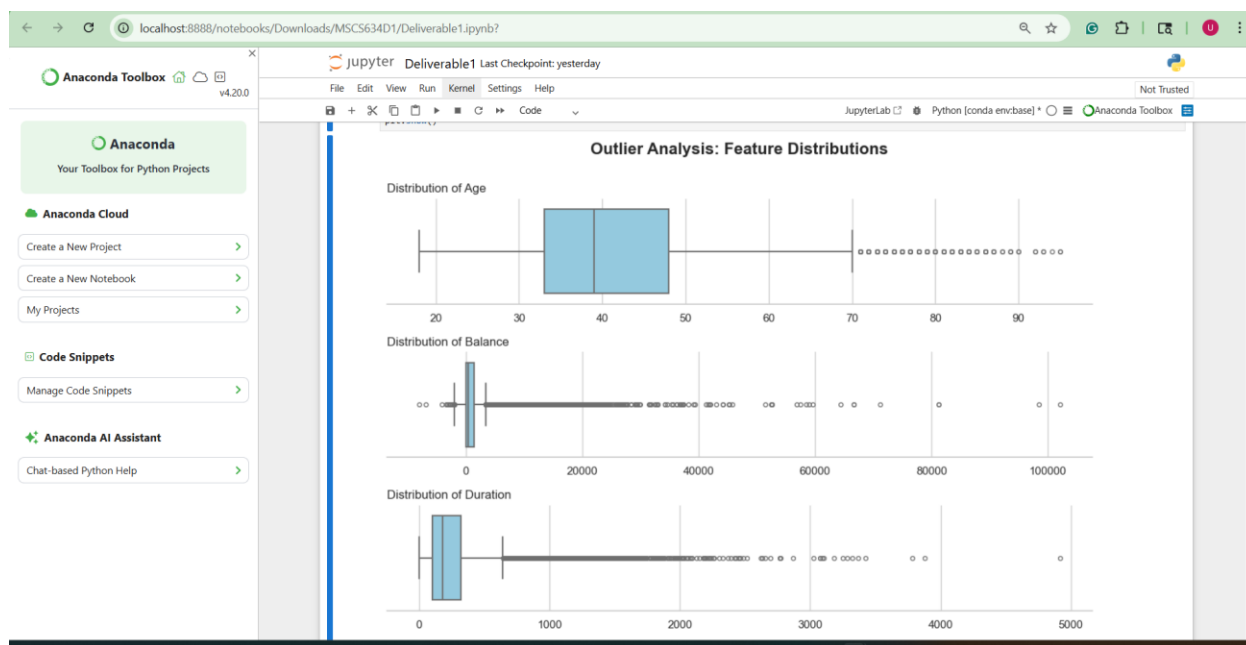 localhost:8888/notebooks/Downloads/MSCS634D1/Deliverable1.ipynb?
U
Anaconda Toolbox
v4.20.0
Anaconda
Your Toolbox for Python Projects
Anaconda Cloud
Create a New Project
Create a New Notebook
My Projects
Code Snippets
Manage Code Snippets
Anaconda AI Assistant
Chat-based Python Help
jupyter Deliverable1 Last Checkpoint: yesterday
File Edit View Run Kernel Settings Help
Not Trusted
Code
JupyterLab Python [conda env:base] * Anaconda Toolbox
Outlier Analysis: Feature Distributions
Distribution of Age
20 30 40 50 60 70 80 90
Distribution of Balance
0 20000 40000 60000 80000 100000
Distribution of Duration
0 1000 2000 3000 4000 5000